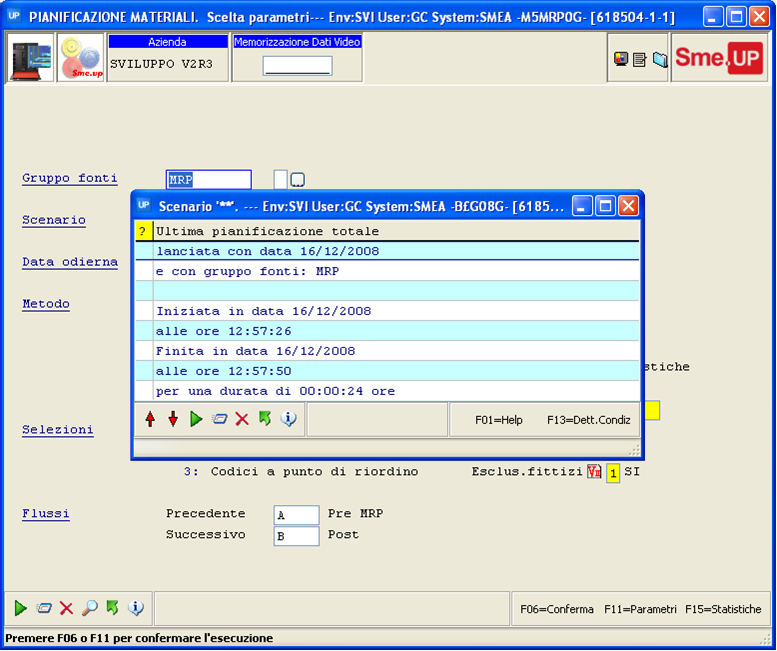 UP PIANIFICAZIONE MATERIALI. Scelta parametri--- Env:SVI User:GC System:SMEA -M5MRP0G- [618504-1-1]
Sme.up
Azienda
SVILUPPO V2R3
Memorizzazione Dati Video
Sme.UP
Gruppo fonti
MRP
Scenario
Data odierna
Metodo
UP Scenario '**'. --- Env:SVI User:GC System:SMEA -B£G08G- [6185...
? Ultima pianificazione totale
lanciata con data 16/12/2008
e con gruppo fonti: MRP
Iniziata in data 16/12/2008
alle ore 12:57:26
Finita in data 16/12/2008
alle ore 12:57:50
per una durata di 00:00:24 ore
F01=Help F13=Dett.Condiz
stiche
Selezioni
3: Codici a punto di riordino Esclus.fittizi 1 SI
Flussi
Precedente A Pre MRP
Successivo B Post
F06=Conferma F11=Parametri F15=Statistiche
Premere F06 o F11 per confermare l'esecuzione